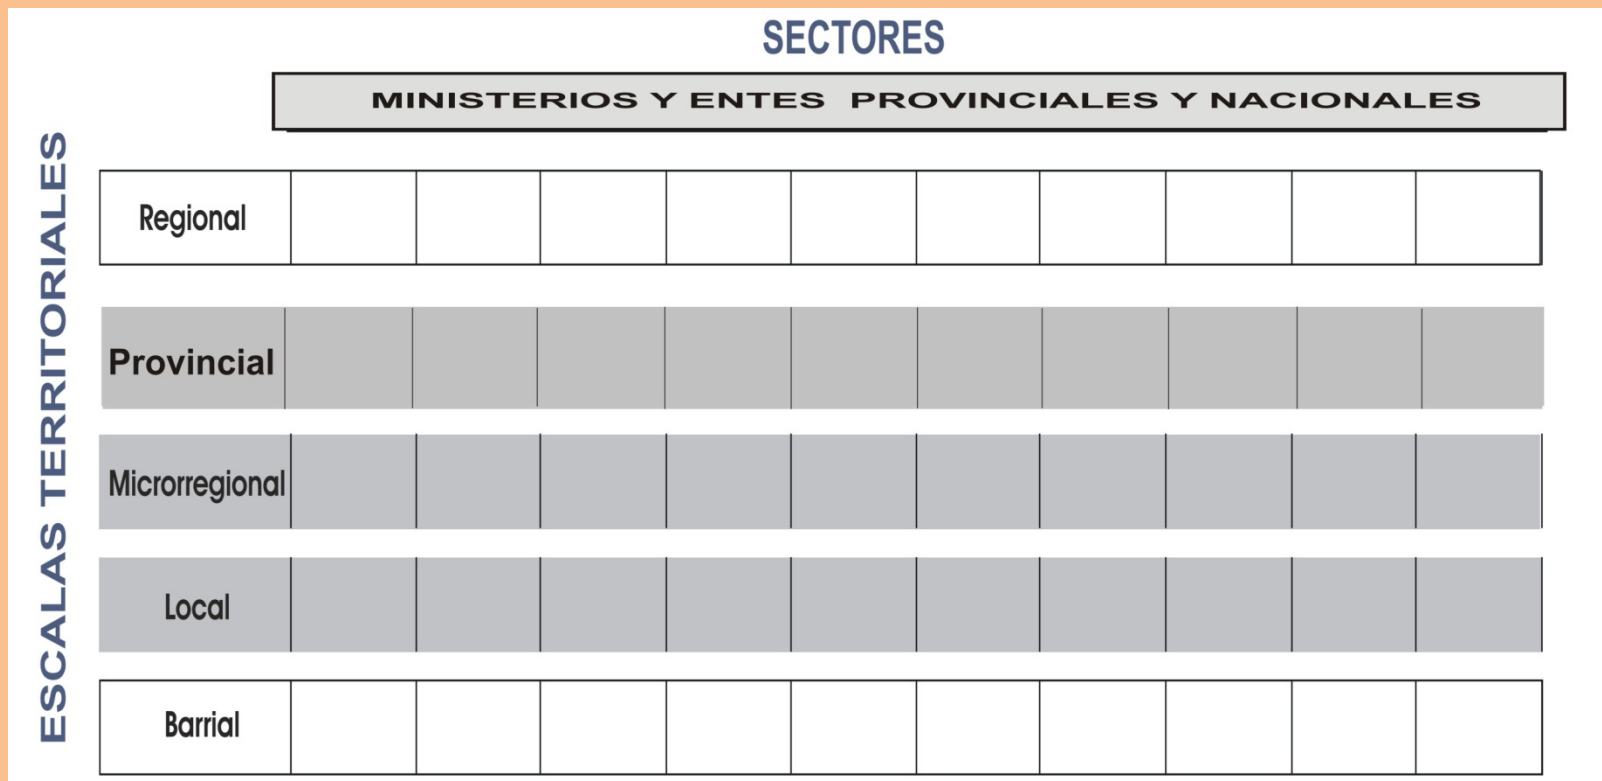 SECTORES
MINISTERIOS Y ENTES PROVINCIALES Y NACIONALES
ESCALAS TERRITORIALES
Regional
Provincial
Microrregional
Local
Barrial